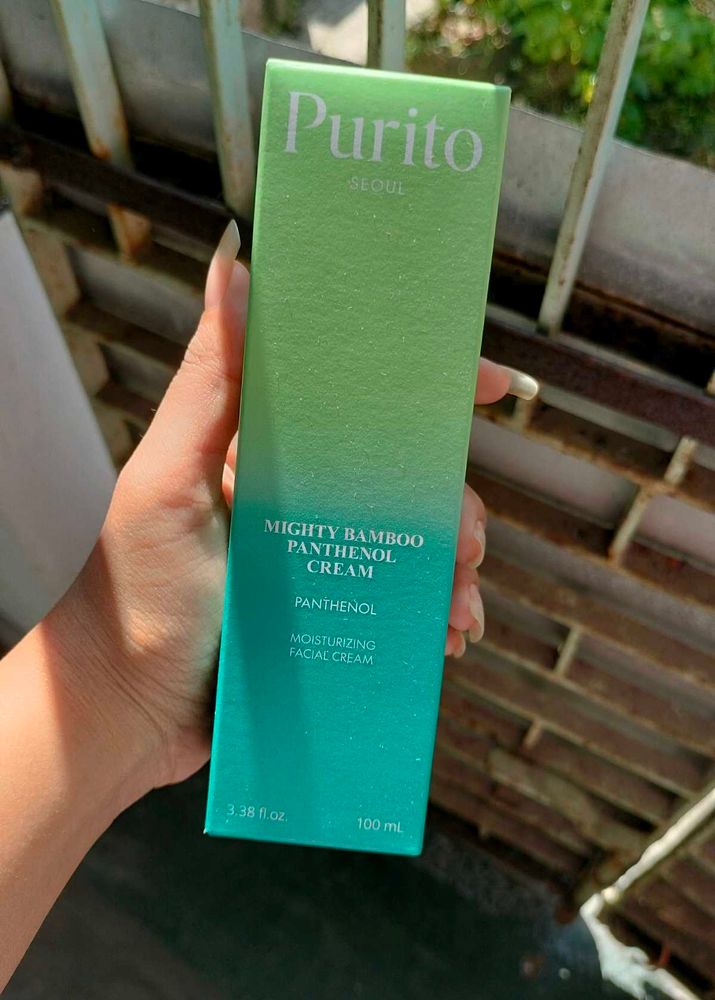 Purito
SEOUL
MIGHTY BAMBOO
PANTHENOL
CREAM
PANTHENOL
MOISTURIZING
FACIAL CREAM
3.38 fl.oz. 100 mL